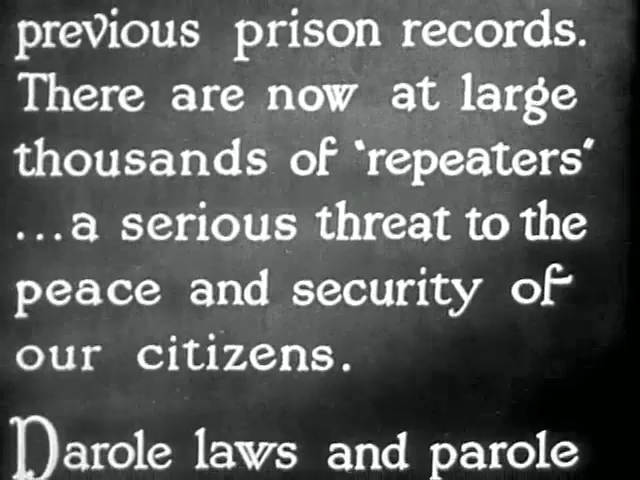 previous prison records.
There are now at large
thousands of 'repeaters'
...a serious threat to the
peace and security of
our citizens.
Parole laws and parole